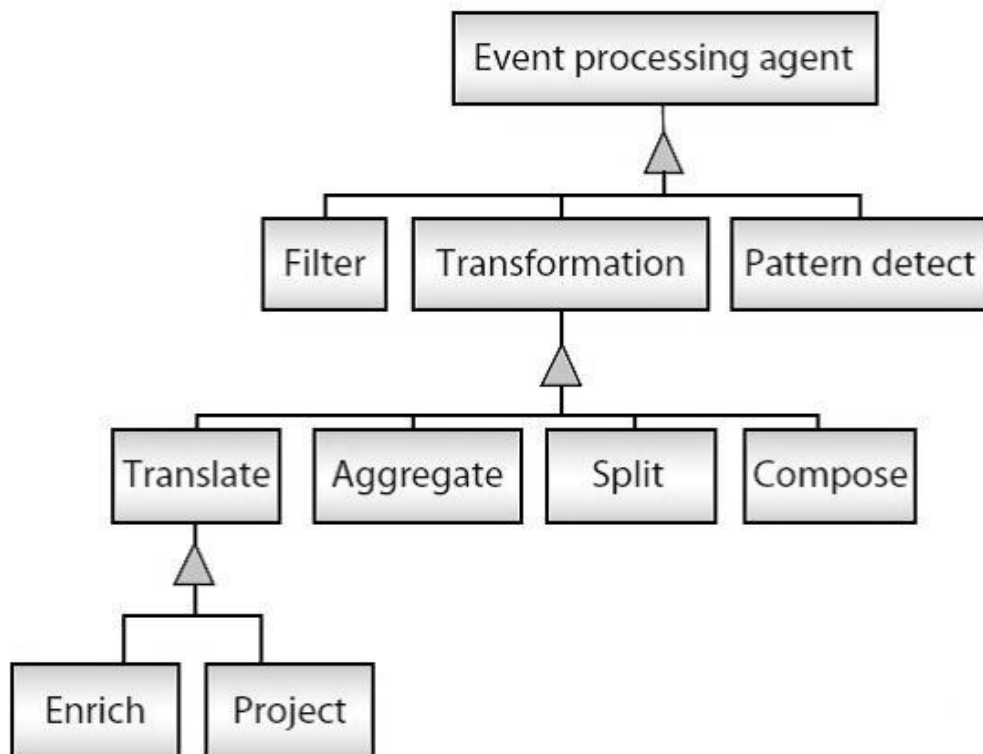 Event processing agent
Filter
Transformation
Pattern detect
Translate
Aggregate
Split
Compose
Enrich
Project